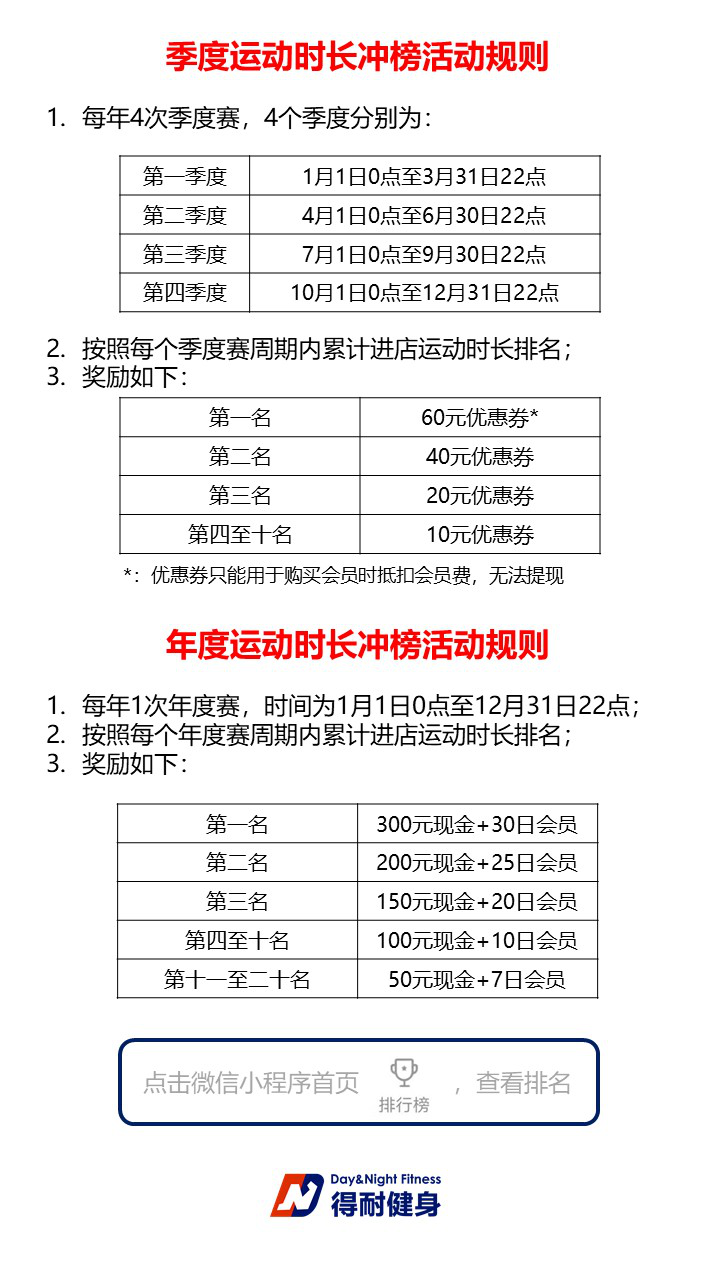 季度运动时长冲榜活动规则
1. 每年4次季度赛，4个季度分别为：
第一季度 1月1日0点至3月31日22点
第二季度 4月1日0点至6月30日22点
第三季度 7月1日0点至9月30日22点
第四季度 10月1日0点至12月31日22点
2. 按照每个季度赛周期内累计进店运动时长排名；
3. 奖励如下：
第一名 60元优惠券*
第二名 40元优惠券
第三名 20元优惠券
第四至十名 10元优惠券
*：优惠券只能用于购买会员时抵扣会员费，无法提现
年度运动时长冲榜活动规则
1. 每年1次年度赛，时间为1月1日0点至12月31日22点；
2. 按照每个年度赛周期内累计进店运动时长排名；
3. 奖励如下：
第一名 300元现金+30日会员
第二名 200元现金+25日会员
第三名 150元现金+20日会员
第四至十名 100元现金+10日会员
第十一至二十名 50元现金+7日会员
点击微信小程序首页 ，查看排名
排行榜
Day&Night Fitness
得耐健身